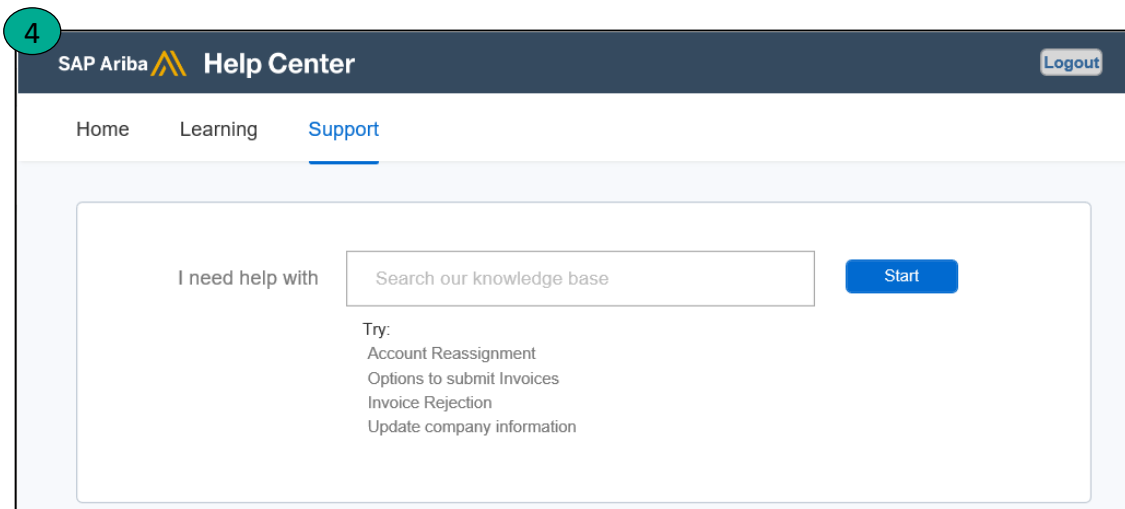 4
SAP Ariba Help Center Logout
Home Learning Support
I need help with Search our knowledge base Start
Try:
Account Reassignment
Options to submit Invoices
Invoice Rejection
Update company information